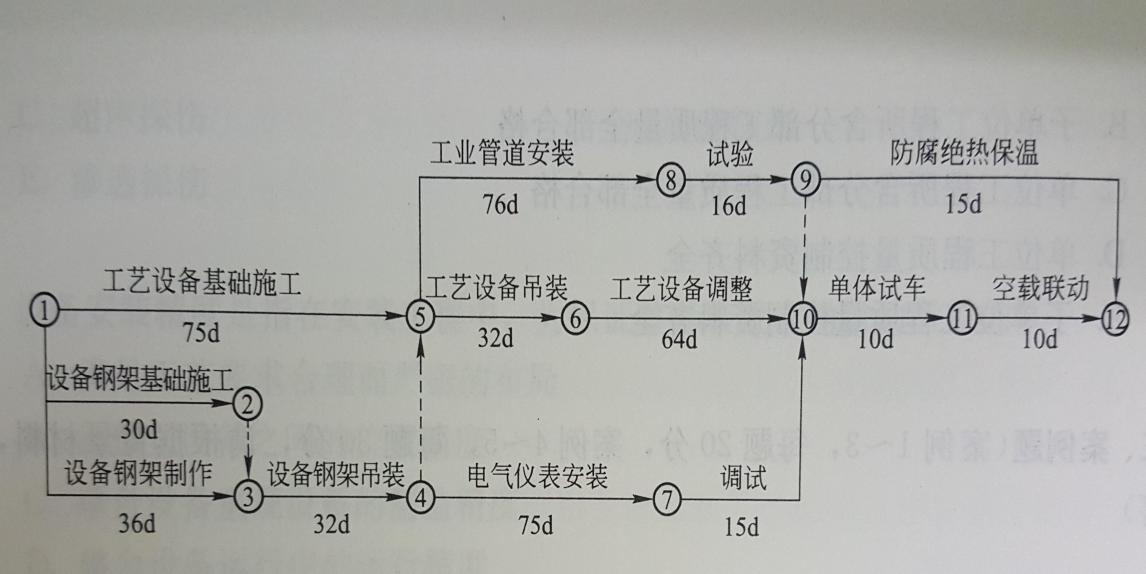 工业管道安装 试验 防腐绝热保温
⑧ ⑨
76d 16d 15d
工艺设备基础施工 工艺设备吊装 工艺设备调整 单体试车 空载联动
① ⑤ ⑥ ⑩ ⑪ ⑫
75d 32d 64d 10d 10d
设备钢架基础施工 ②
30d
设备钢架制作 设备钢架吊装 电气仪表安装 调试
③ ④ ⑦
36d 32d 75d 15d